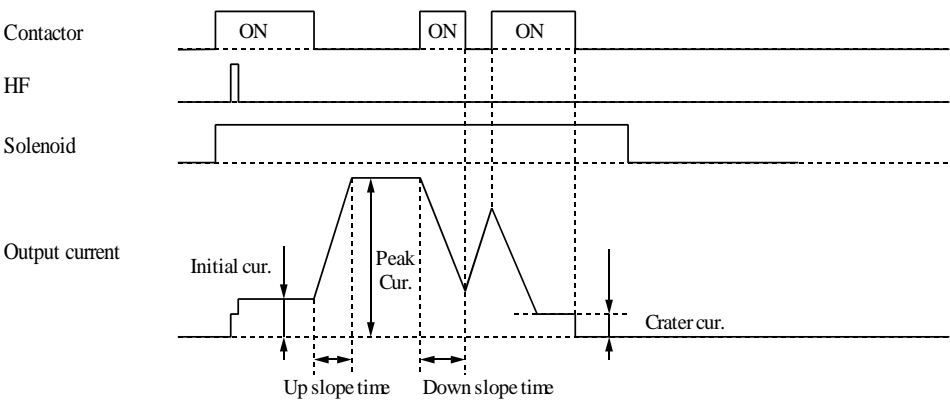 Contactor
ON
ON
ON
HF
Solenoid
Output current
Initial cur.
Peak
Cur.
Crater cur.
Up slope time
Down slope time